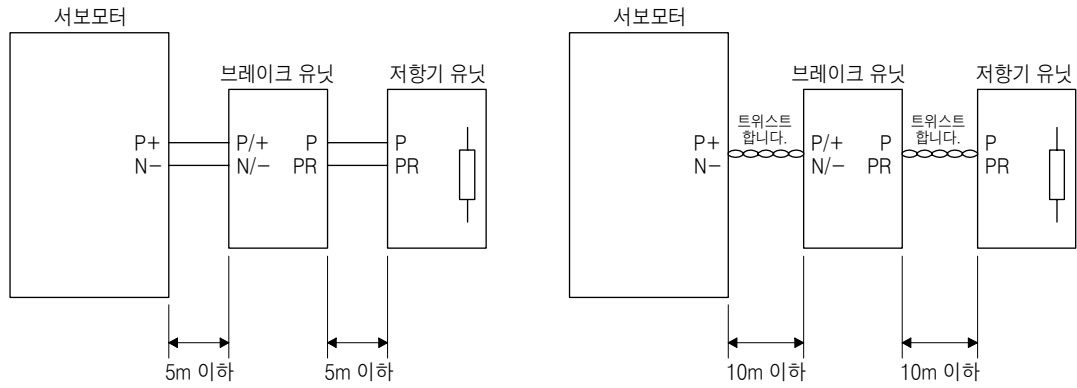 서보모터
브레이크 유닛
저항기 유닛
P+
N−
P/+
N/−
P
PR
P
PR
5m 이하
5m 이하
서보모터
브레이크 유닛
저항기 유닛
트위스트
합니다.
트위스트
합니다.
P+
N−
P/+
N/−
P
PR
P
PR
10m 이하
10m 이하